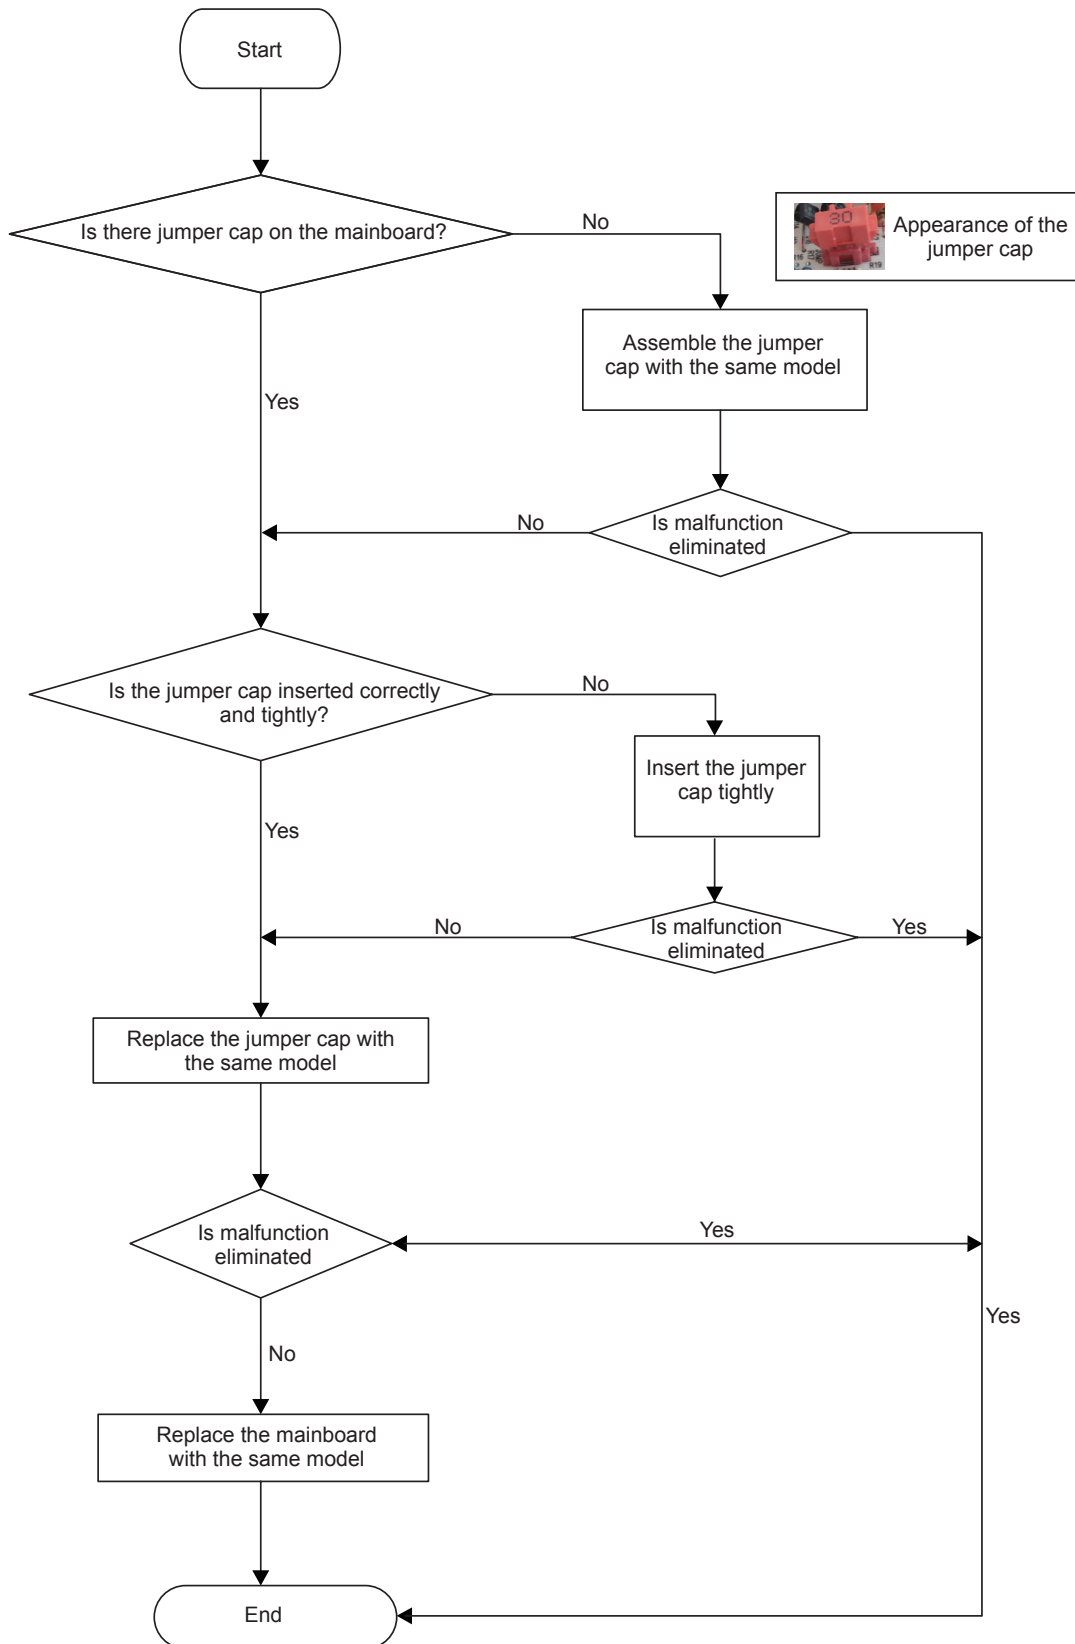 Start
Is there jumper cap on the mainboard?
No
30
Appearance of the
jumper cap
Assemble the jumper
cap with the same model
Yes
No
Is malfunction
eliminated
Is the jumper cap inserted correctly
and tightly?
No
Insert the jumper
cap tightly
Yes
No
Is malfunction
eliminated
Yes
Replace the jumper cap with
the same model
Is malfunction
eliminated
Yes
Yes
No
Replace the mainboard
with the same model
End